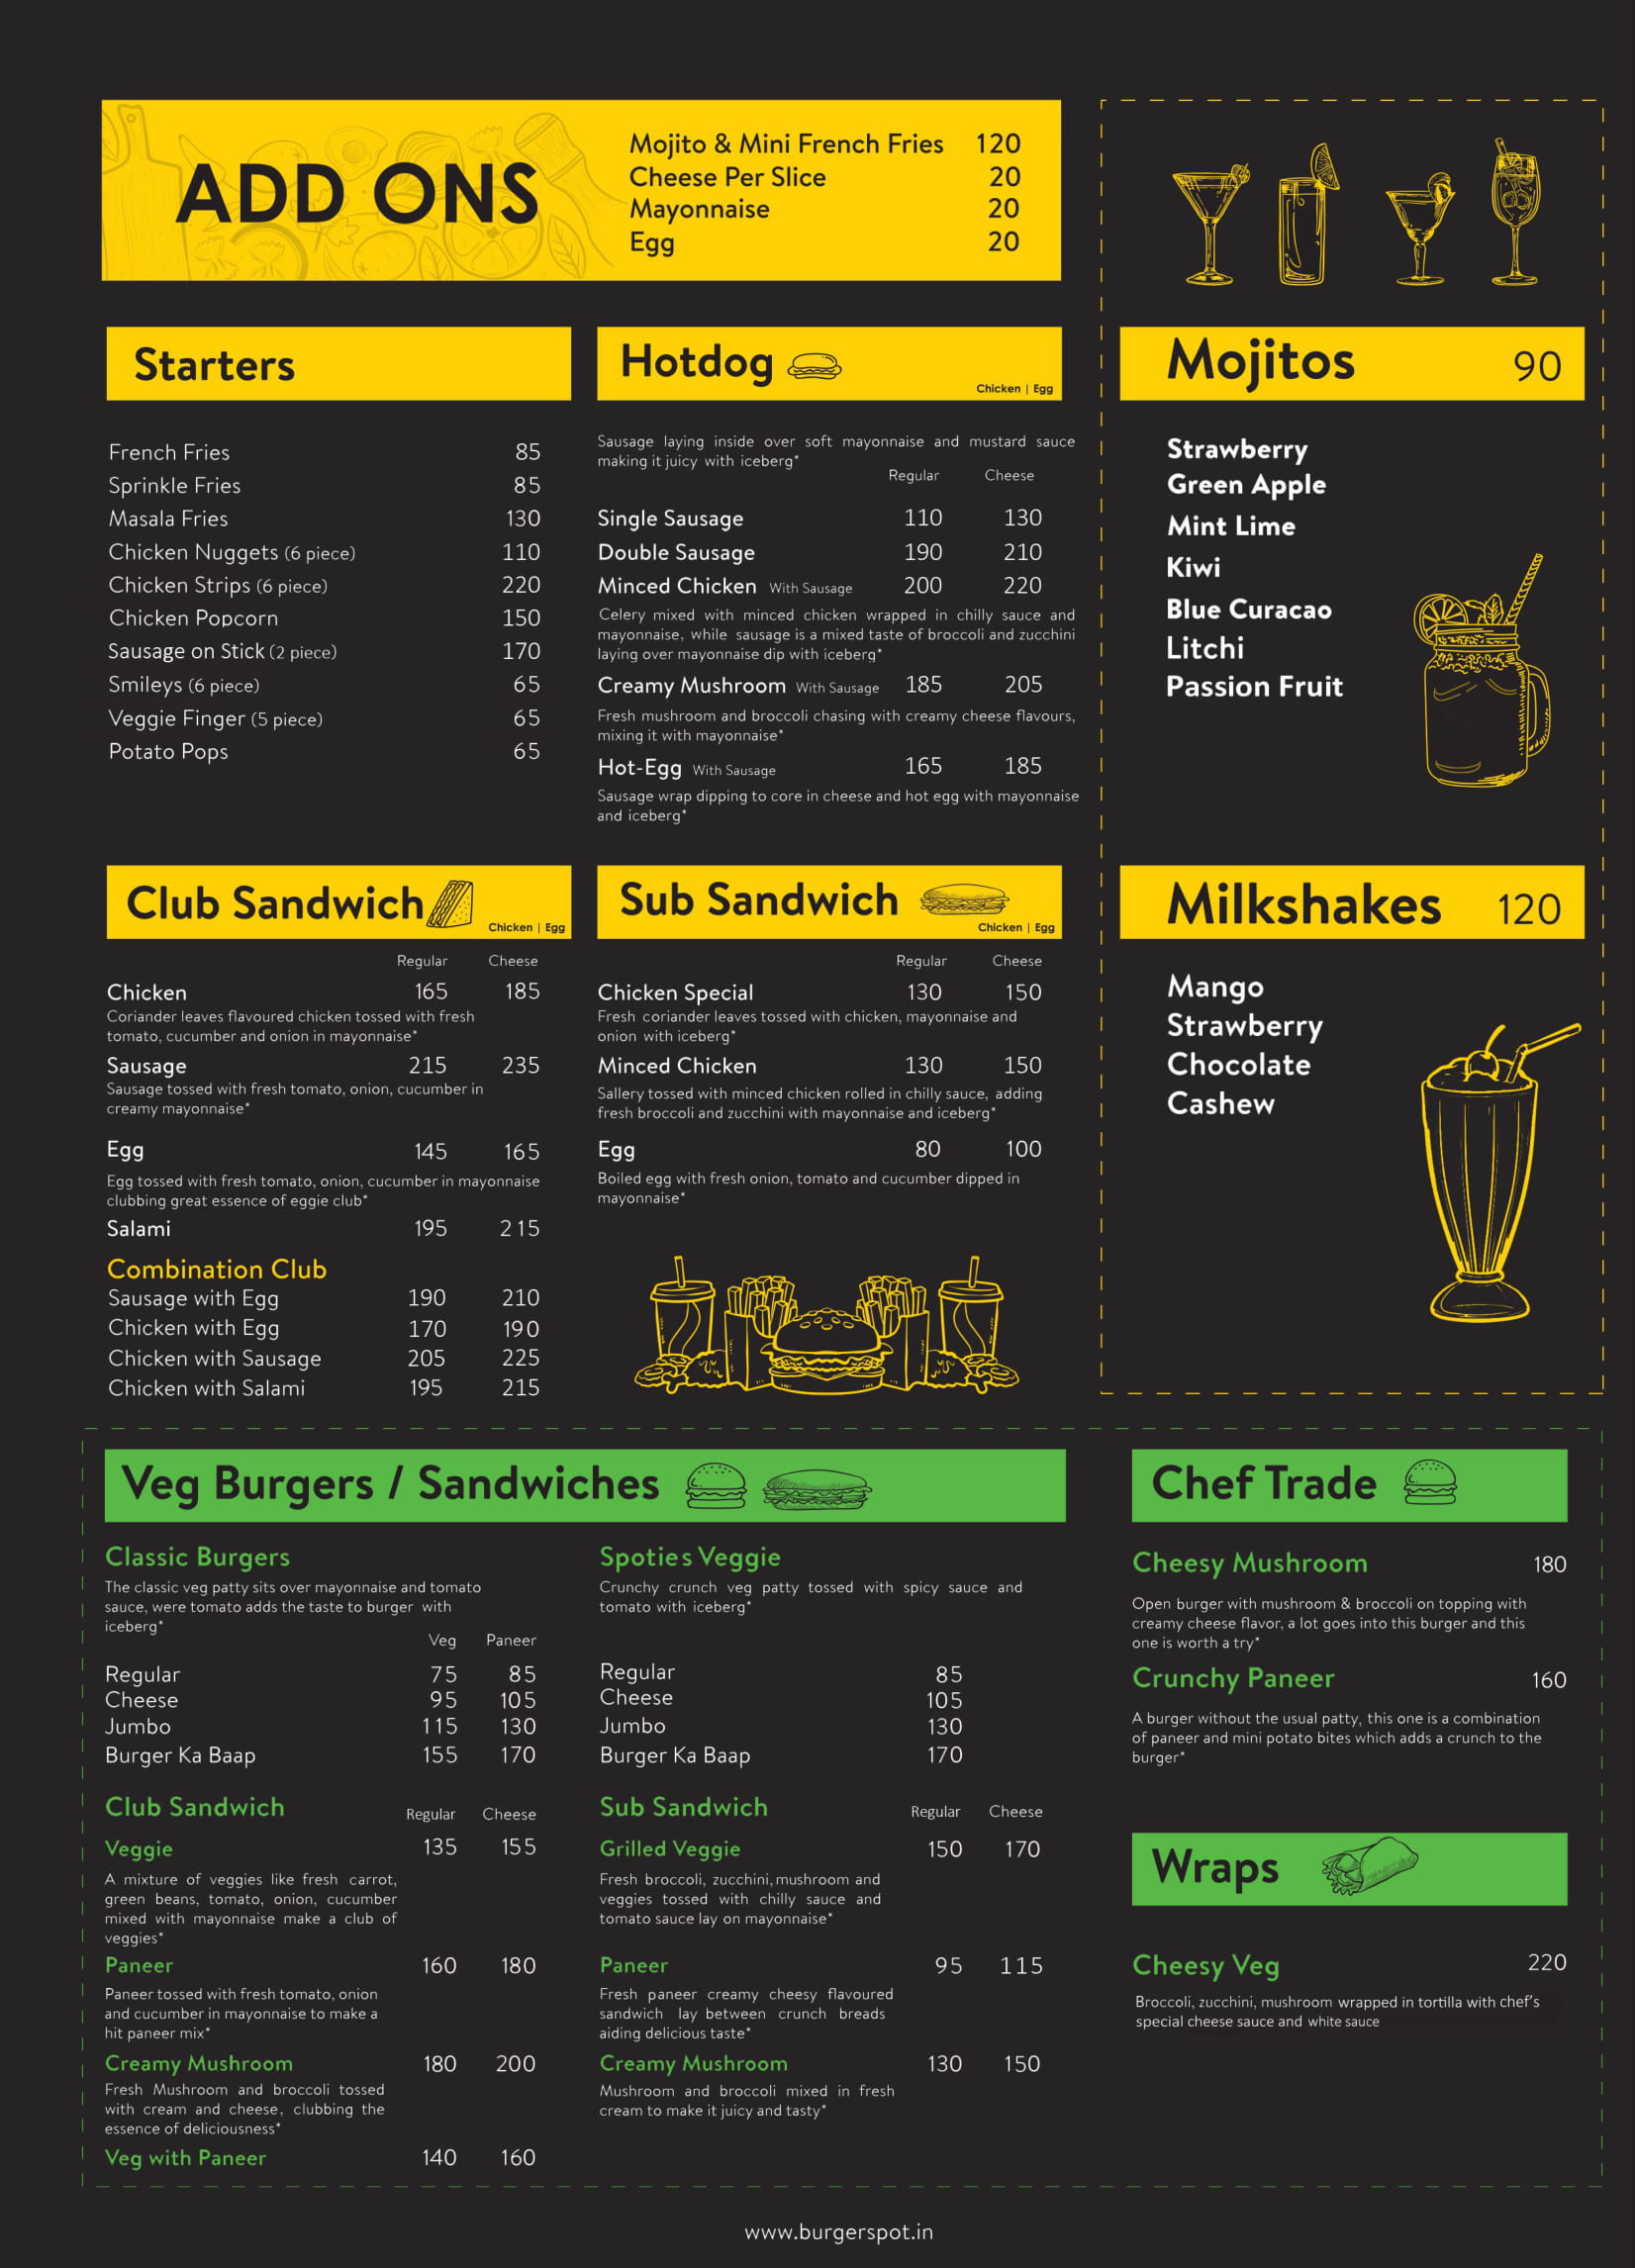 ADD ONS
Mojito & Mini French Fries 120
Cheese Per Slice 20
Mayonnaise 20
Egg 20
Starters
French Fries 85
Sprinkle Fries 85
Masala Fries 130
Chicken Nuggets (6 piece) 110
Chicken Strips (6 piece) 220
Chicken Popcorn 150
Sausage on Stick (2 piece) 170
Smileys (6 piece) 65
Veggie Finger (5 piece) 65
Potato Pops 65
Hotdog
Chicken | Egg
Sausage laying inside over soft mayonnaise and mustard sauce
making it juicy with iceberg*
Regular Cheese
Single Sausage 110 130
Double Sausage 190 210
Minced Chicken With Sausage 200 220
Celery mixed with minced chicken wrapped in chilly sauce and
mayonnaise, while sausage is a mixed taste of broccoli and zucchini
laying over mayonnaise dip with iceberg*
Creamy Mushroom With Sausage 185 205
Fresh mushroom and broccoli chasing with creamy cheese flavours,
mixing it with mayonnaise*
Hot-Egg With Sausage 165 185
Sausage wrap dipping to core in cheese and hot egg with mayonnaise
and iceberg*
Mojitos 90
Strawberry
Green Apple
Mint Lime
Kiwi
Blue Curacao
Litchi
Passion Fruit
Club Sandwich
Chicken | Egg
Regular Cheese
Chicken 165 185
Coriander leaves flavoured chicken tossed with fresh
tomato, cucumber and onion in mayonnaise*
Sausage 215 235
Sausage tossed with fresh tomato, onion, cucumber in
creamy mayonnaise*
Egg 145 165
Egg tossed with fresh tomato, onion, cucumber in mayonnaise
clubbing great essence of eggie club*
Salami 195 215
Combination Club
Sausage with Egg 190 210
Chicken with Egg 170 190
Chicken with Sausage 205 225
Chicken with Salami 195 215
Sub Sandwich
Chicken | Egg
Regular Cheese
Chicken Special 130 150
Fresh coriander leaves tossed with chicken, mayonnaise and
onion with iceberg*
Minced Chicken 130 150
Sallery tossed with minced chicken rolled in chilly sauce, adding
fresh broccoli and zucchini with mayonnaise and iceberg*
Egg 80 100
Boiled egg with fresh onion, tomato and cucumber dipped in
mayonnaise*
Milkshakes 120
Mango
Strawberry
Chocolate
Cashew
Veg Burgers / Sandwiches
Classic Burgers
The classic veg patty sits over mayonnaise and tomato
sauce, were tomato adds the taste to burger with
iceberg*
Veg Paneer
Regular 75 85
Cheese 95 105
Jumbo 115 130
Burger Ka Baap 155 170
Spoties Veggie
Crunchy crunch veg patty tossed with spicy sauce and
tomato with iceberg*
Regular 85
Cheese 105
Jumbo 130
Burger Ka Baap 170
Club Sandwich Regular Cheese
Veggie 135 155
A mixture of veggies like fresh carrot,
green beans, tomato, onion, cucumber
mixed with mayonnaise make a club of
veggies*
Paneer 160 180
Paneer tossed with fresh tomato, onion
and cucumber in mayonnaise to make a
hit paneer mix*
Creamy Mushroom 180 200
Fresh Mushroom and broccoli tossed
with cream and cheese, clubbing the
essence of deliciousness*
Veg with Paneer 140 160
Sub Sandwich Regular Cheese
Grilled Veggie 150 170
Fresh broccoli, zucchini, mushroom and
veggies tossed with chilly sauce and
tomato sauce lay on mayonnaise*
Paneer 95 115
Fresh paneer creamy cheesy flavoured
sandwich lay between crunch breads
aiding delicious taste*
Creamy Mushroom 130 150
Mushroom and broccoli mixed in fresh
cream to make it juicy and tasty*
Chef Trade
Cheesy Mushroom 180
Open burger with mushroom & broccoli on topping with
creamy cheese flavor, a lot goes into this burger and this
one is worth a try*
Crunchy Paneer 160
A burger without the usual patty, this one is a combination
of paneer and mini potato bites which adds a crunch to the
burger*
Wraps
Cheesy Veg 220
Broccoli, zucchini, mushroom wrapped in tortilla with chef's
special cheese sauce and white sauce
www.burgerspot.in